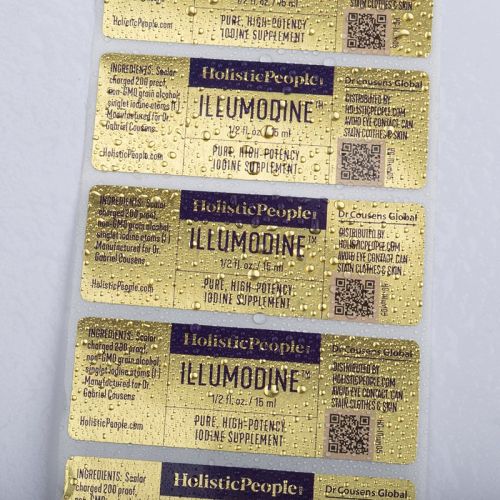 HolisticPeople.com
PURE, HIGH-POTENCY
IODINE SUPPLEMENT
STAIN CLOTHES & SKIN
INGREDIENTS: Scalar
charged 200 proof,
non-GMO grain alcohol,
singlet iodine atoms (I)
Manufactured for Dr.
Gabriel Cousens
HolisticPeople.com
HolisticPeople
ILLUMODINE™
1/2 fl. oz / 15 ml
PURE, HIGH-POTENCY
IODINE SUPPLEMENT
Dr Cousens Global
DISTRIBUTED BY
HOLISTICPEOPLE.COM
AVOID EYE CONTACT. CAN
STAIN CLOTHES & SKIN
INGREDIENTS: Scalar
charged 200 proof,
non-GMO grain alcohol,
singlet iodine atoms (I)
Manufactured for Dr.
Gabriel Cousens
HolisticPeople.com
HolisticPeople
ILLUMODINE™
1/2 fl. oz / 15 ml
PURE, HIGH-POTENCY
IODINE SUPPLEMENT
Dr Cousens Global
DISTRIBUTED BY
HOLISTICPEOPLE.COM
AVOID EYE CONTACT. CAN
STAIN CLOTHES & SKIN
INGREDIENTS: Scalar
charged 200 proof,
non-GMO grain alcohol,
singlet iodine atoms (I)
Manufactured for Dr.
Gabriel Cousens
HolisticPeople.com
HolisticPeople
ILLUMODINE™
1/2 fl. oz / 15 ml
PURE, HIGH-POTENCY
IODINE SUPPLEMENT
Dr Cousens Global
DISTRIBUTED BY
HOLISTICPEOPLE.COM
AVOID EYE CONTACT. CAN
STAIN CLOTHES & SKIN
INGREDIENTS: Scalar
charged 200 proof,
HolisticPeople
Dr Cousens Global
DISTRIBUTED BY